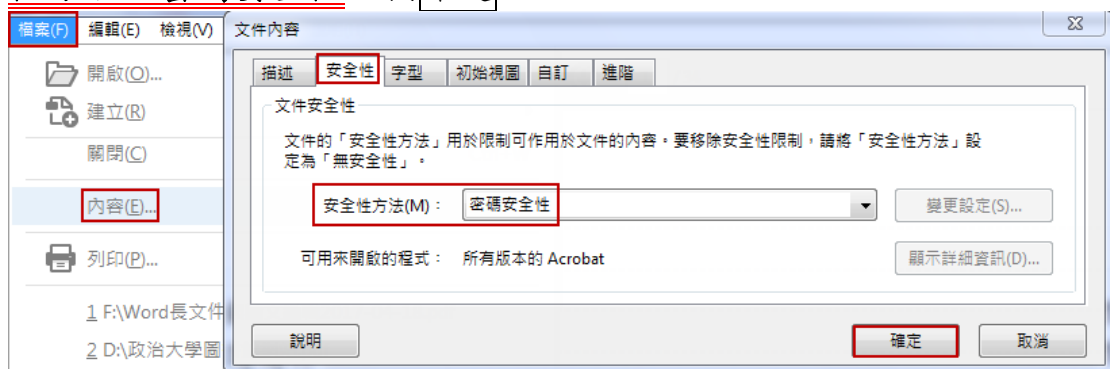 檔案(F) 編輯(E) 檢視(V)
開啟(O)...
建立(R)
關閉(C)
內容(E)...
列印(P)...
1 F:\Word長文件
2 D:\政治大學圖
文件內容
描述 安全性 字型 初始視圖 自訂 進階
文件安全性
文件的「安全性方法」用於限制可作用於文件的內容。要移除安全性限制，請將「安全性方法」設
定為「無安全性」。
安全性方法(M)： 密碼安全性 變更設定(S)...
可用來開啟的程式： 所有版本的 Acrobat 顯示詳細資訊(D)...
說明 確定 取消